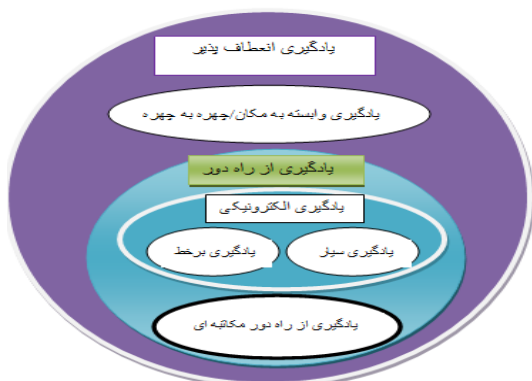 یادگیری انعطاف پذیر
یادگیری وابسته به مکان/چهره به چهره
یادگیری از راه دور
یادگیری الکترونیکی
یادگیری سیار
یادگیری برخط
یادگیری از راه دور مکاتبه ای